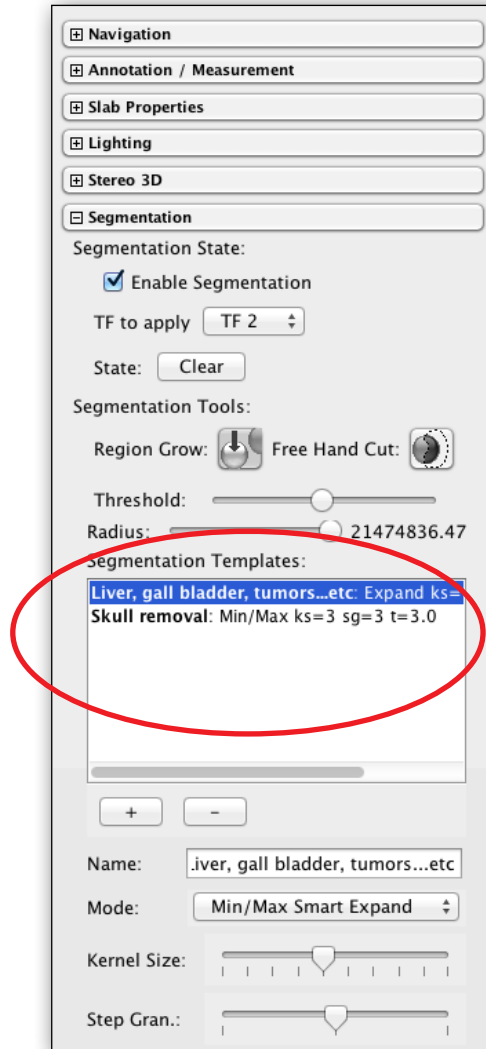 Navigation
Annotation / Measurement
Slab Properties
Lighting
Stereo 3D
Segmentation
Segmentation State:
Enable Segmentation
TF to apply TF 2
State: Clear
Segmentation Tools:
Region Grow: Free Hand Cut:
Threshold:
Radius: 21474836.47
Segmentation Templates:
Liver, gall bladder, tumors...etc: Expand ks=
Skull removal: Min/Max ks=3 sg=3 t=3.0
+ -
Name: .iver, gall bladder, tumors...etc
Mode: Min/Max Smart Expand
Kernel Size:
Step Gran.: